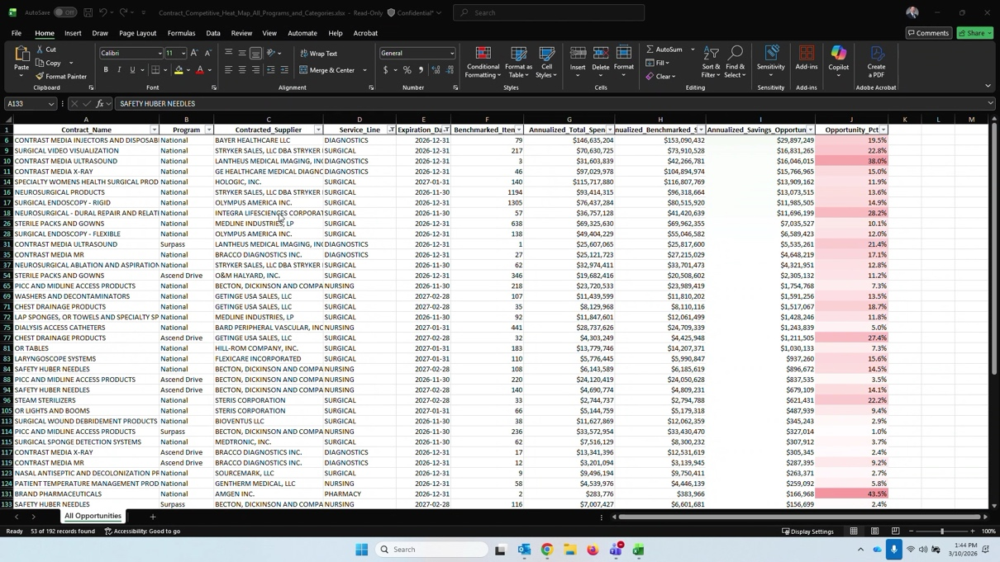 AutoSave Off Contract_Competitive_Heat_Map_All_Programs_and_Categories.xlsx - Read-Only Confidential* Search
File Home Insert Draw Page Layout Formulas Data Review View Automate Help Acrobat Comments Share
Paste Cut Copy Format Painter Calibri 11 B I U Wrap Text Merge & Center General $ % Conditional Formatting Format as Table Cell Styles Insert Delete Format AutoSum Fill Clear Sort & Filter Find & Select Sensitivity Add-ins Copilot Create a PDF
Clipboard Font Alignment Number Styles Cells Editing Sensitivity Add-ins Adobe Acrobat
A133 fx SAFETY HUBER NEEDLES
A B C D E F G H I J K L M
1 Contract_Name Program Contracted_Supplier Service_Line Expiration_Da Benchmarked_Item Annualized_Total_Spen nualized_Benchmarked_S Annualized_Savings_Opportun Opportunity_Pct
6 CONTRAST MEDIA INJECTORS AND DISPOSAB National BAYER HEALTHCARE LLC DIAGNOSTICS 2026-12-31 79 $146,635,204 $153,090,432 $29,897,249 19.5%
9 SURGICAL VIDEO VISUALIZATION National STRYKER SALES, LLC DBA STRYKER SURGICAL 2026-12-31 217 $70,630,725 $73,910,528 $16,831,265 22.8%
10 CONTRAST MEDIA ULTRASOUND National LANTHEUS MEDICAL IMAGING, INC DIAGNOSTICS 2026-12-31 3 $31,603,839 $42,266,781 $16,046,015 38.0%
11 CONTRAST MEDIA X-RAY National GE HEALTHCARE MEDICAL DIAGNO DIAGNOSTICS 2026-12-31 46 $97,029,978 $104,894,974 $15,766,965 15.0%
14 SPECIALTY WOMENS HEALTH SURGICAL PROD National HOLOGIC, INC. SURGICAL 2027-01-31 140 $115,717,880 $116,807,769 $13,909,162 11.9%
16 NEUROSURGICAL PRODUCTS National STRYKER SALES, LLC DBA STRYKER SURGICAL 2026-11-30 1194 $93,414,315 $96,318,664 $13,073,515 13.6%
17 SURGICAL ENDOSCOPY - RIGID National OLYMPUS AMERICA INC. SURGICAL 2026-12-31 1305 $76,437,284 $80,515,920 $11,985,505 14.9%
18 NEUROSURGICAL - DURAL REPAIR AND RELATI National INTEGRA LIFESCIENCES CORPORAT SURGICAL 2026-11-30 57 $36,757,128 $41,420,639 $11,696,199 28.2%
26 STERILE PACKS AND GOWNS National MEDLINE INDUSTRIES, LP SURGICAL 2026-12-31 638 $69,325,630 $69,962,355 $7,035,527 10.1%
28 SURGICAL ENDOSCOPY - FLEXIBLE National OLYMPUS AMERICA INC. SURGICAL 2026-12-31 138 $49,404,229 $55,046,582 $6,589,423 12.0%
31 CONTRAST MEDIA ULTRASOUND Surpass LANTHEUS MEDICAL IMAGING, INC DIAGNOSTICS 2026-12-31 1 $25,607,065 $25,817,600 $5,535,261 21.4%
35 CONTRAST MEDIA MR National BRACCO DIAGNOSTICS INC. DIAGNOSTICS 2026-12-31 27 $25,121,723 $27,215,029 $4,648,219 17.1%
37 NEUROSURGICAL ABLATION AND ASPIRATION National STRYKER SALES, LLC DBA STRYKER SURGICAL 2026-11-30 62 $32,974,411 $33,701,473 $4,321,951 12.8%
54 STERILE PACKS AND GOWNS Ascend Drive O&M HALYARD, INC. SURGICAL 2026-12-31 346 $19,682,416 $20,508,602 $2,305,132 11.2%
65 PICC AND MIDLINE ACCESS PRODUCTS National BECTON, DICKINSON AND COMPA NURSING 2026-11-30 218 $23,720,533 $23,989,419 $1,754,768 7.3%
69 WASHERS AND DECONTAMINATORS National GETINGE USA SALES, LLC SURGICAL 2027-02-28 107 $11,439,599 $11,810,202 $1,591,256 13.5%
71 CHEST DRAINAGE PRODUCTS National GETINGE USA SALES, LLC SURGICAL 2027-02-28 35 $8,129,968 $8,110,116 $1,517,067 18.7%
72 LAP SPONGES, OR TOWELS AND SPECIALTY SP National MEDLINE INDUSTRIES, LP SURGICAL 2026-11-30 92 $11,847,601 $12,061,499 $1,428,246 11.8%
75 DIALYSIS ACCESS CATHETERS National BARD PERIPHERAL VASCULAR, INC NURSING 2027-01-31 441 $28,737,626 $24,709,339 $1,243,839 5.0%
77 CHEST DRAINAGE PRODUCTS Ascend Drive GETINGE USA SALES, LLC SURGICAL 2027-02-28 32 $4,303,249 $4,425,948 $1,211,505 27.4%
81 OR TABLES National HILL-ROM COMPANY, INC. SURGICAL 2027-01-31 183 $13,779,746 $14,207,371 $1,030,133 7.3%
83 LARYNGOSCOPE SYSTEMS National FLEXICARE INCORPORATED SURGICAL 2027-01-31 110 $5,776,445 $5,990,847 $937,260 15.6%
84 SAFETY HUBER NEEDLES National BECTON, DICKINSON AND COMPA NURSING 2027-02-28 108 $6,143,589 $6,185,619 $896,672 14.5%
88 PICC AND MIDLINE ACCESS PRODUCTS Ascend Drive BECTON, DICKINSON AND COMPA NURSING 2026-11-30 220 $24,120,419 $24,050,628 $837,535 3.5%
94 SAFETY HUBER NEEDLES Ascend Drive BECTON, DICKINSON AND COMPA NURSING 2027-02-28 140 $4,690,774 $4,809,231 $679,109 14.1%
96 STEAM STERILIZERS National STERIS CORPORATION SURGICAL 2027-02-28 33 $2,744,737 $2,794,788 $621,431 22.2%
105 OR LIGHTS AND BOOMS National STERIS CORPORATION SURGICAL 2027-01-31 66 $5,144,759 $5,179,318 $487,939 9.4%
113 SURGICAL WOUND DEBRIDEMENT PRODUCTS National BIOVENTUS LLC SURGICAL 2027-01-31 38 $11,627,869 $12,062,359 $345,243 2.9%
114 PICC AND MIDLINE ACCESS PRODUCTS Surpass BECTON, DICKINSON AND COMPA NURSING 2026-11-30 236 $33,572,954 $33,430,470 $327,014 1.0%
115 SURGICAL SPONGE DETECTION SYSTEMS National MEDTRONIC, INC. SURGICAL 2026-11-30 62 $7,516,129 $8,300,232 $307,912 3.7%
117 CONTRAST MEDIA X-RAY Ascend Drive BRACCO DIAGNOSTICS INC. DIAGNOSTICS 2026-12-31 17 $13,341,396 $12,531,619 $305,345 2.4%
119 CONTRAST MEDIA MR Ascend Drive BRACCO DIAGNOSTICS INC. DIAGNOSTICS 2026-12-31 12 $3,201,094 $3,139,945 $287,395 9.2%
123 NASAL ANTISEPTIC AND DECOLONIZATION PR National SOURCEMARK, LLC SURGICAL 2026-12-31 9 $9,496,194 $9,750,411 $263,371 2.7%
124 PATIENT TEMPERATURE MANAGEMENT PROD National GENTHERM MEDICAL, LLC NURSING 2026-12-31 58 $4,539,976 $4,446,139 $259,092 5.8%
131 BRAND PHARMACEUTICALS National AMGEN INC. PHARMACY 2026-12-31 2 $283,776 $383,966 $166,968 43.5%
133 SAFETY HUBER NEEDLES Surpass BECTON, DICKINSON AND COMPA NURSING 2027-02-28 116 $7,007,427 $6,601,681 $156,699 2.4%
All Opportunities
Ready 53 of 192 records found Accessibility: Good to go Display Settings 100%
Search 1:44 PM
3/10/2026